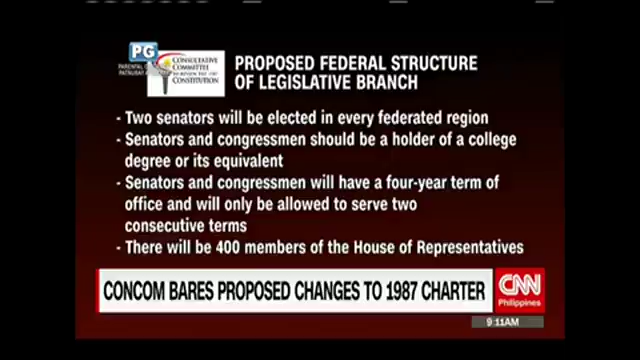 PG
CONSULTATIVE
COMMITTEE
CONSTITUTION
PROPOSED FEDERAL STRUCTURE
OF LEGISLATIVE BRANCH
- Two senators will be elected in every federated region
- Senators and congressmen should be a holder of a college
degree or its equivalent
- Senators and congressmen will have a four-year term of
office and will only be allowed to serve two
consecutive terms
- There will be 400 members of the House of Representatives
CONCOM BARES PROPOSED CHANGES TO 1987 CHARTER
CNN
Philippines
9:11AM